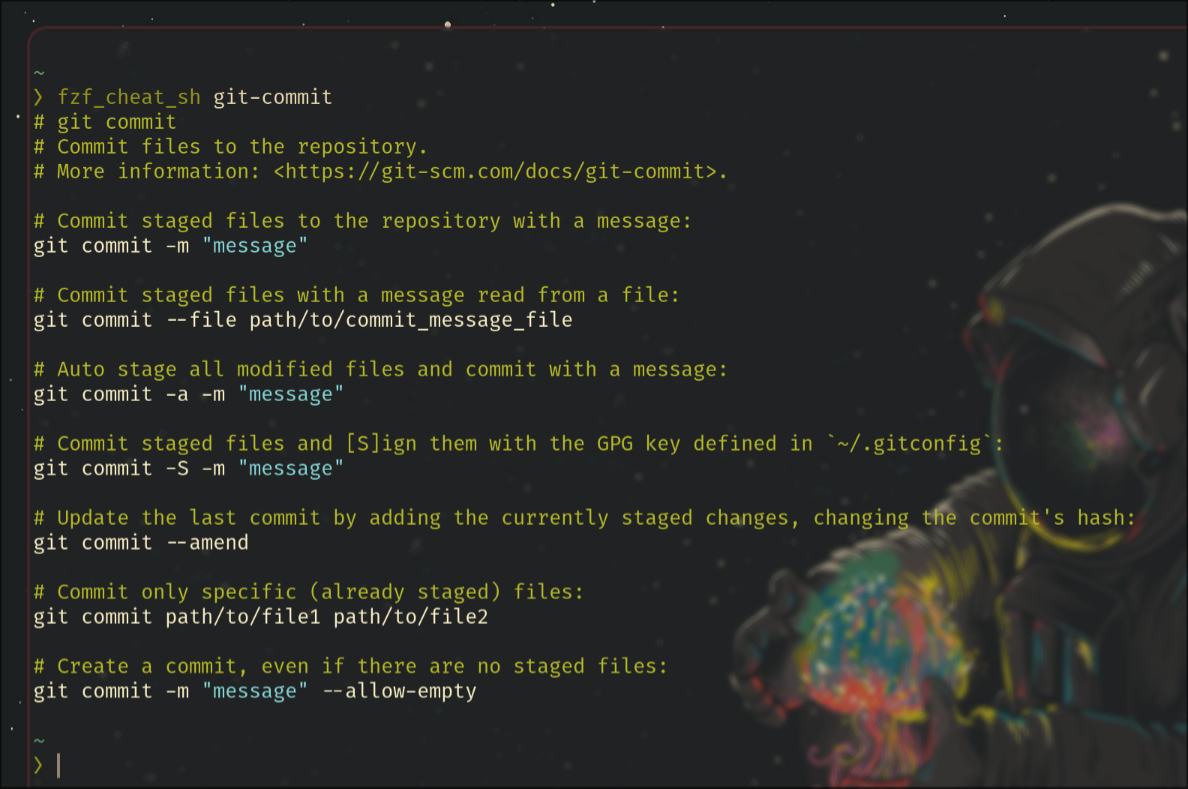 ~
❯ fzf_cheat_sh git-commit
# git commit
# Commit files to the repository.
# More information: <https://git-scm.com/docs/git-commit>.
# Commit staged files to the repository with a message:
git commit -m "message"
# Commit staged files with a message read from a file:
git commit --file path/to/commit_message_file
# Auto stage all modified files and commit with a message:
git commit -a -m "message"
# Commit staged files and [S]ign them with the GPG key defined in `~/.gitconfig`:
git commit -S -m "message"
# Update the last commit by adding the currently staged changes, changing the commit's hash:
git commit --amend
# Commit only specific (already staged) files:
git commit path/to/file1 path/to/file2
# Create a commit, even if there are no staged files:
git commit -m "message" --allow-empty
~
❯